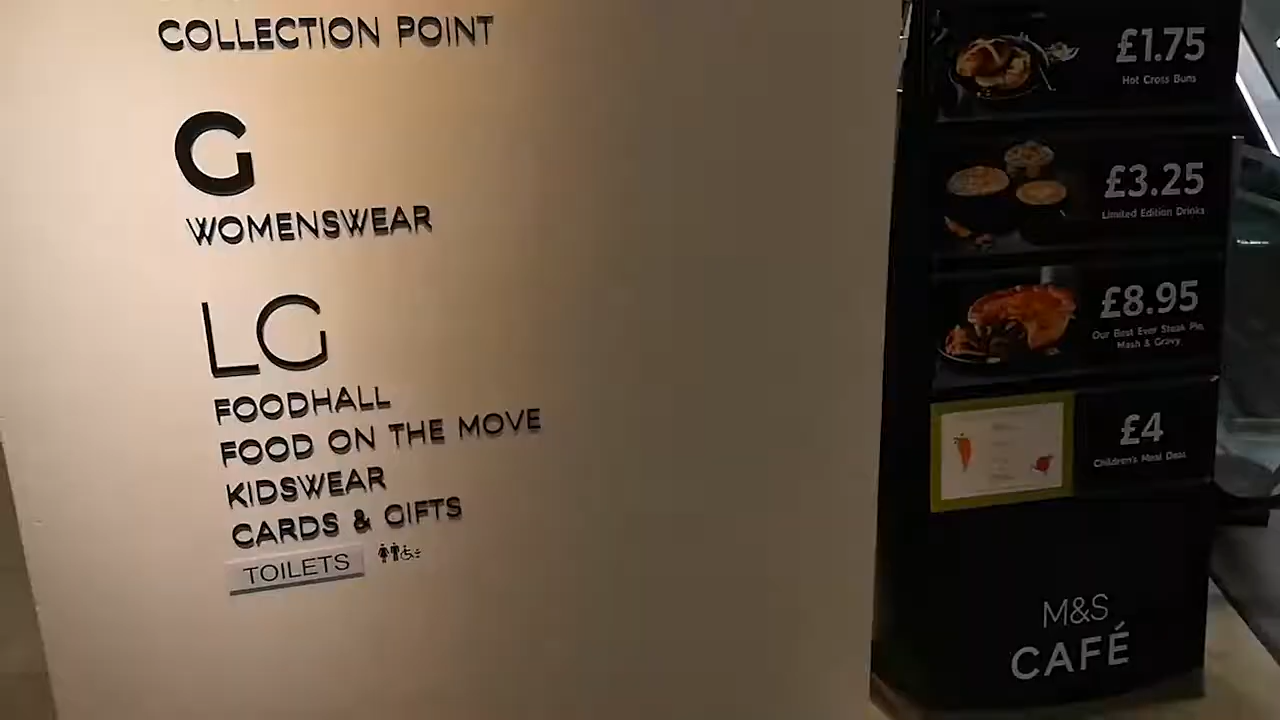 COLLECTION POINT
G
WOMENSWEAR
LG
FOODHALL
FOOD ON THE MOVE
KIDSWEAR
CARDS & GIFTS
TOILETS
£1.75
Hot Cross Buns
£3.25
Limited Edition Drinks
£8.95
Our Best Ever Steak Pie,
Mash & Gravy
£4
Children's Meal Deal
M&S
CAFÉ